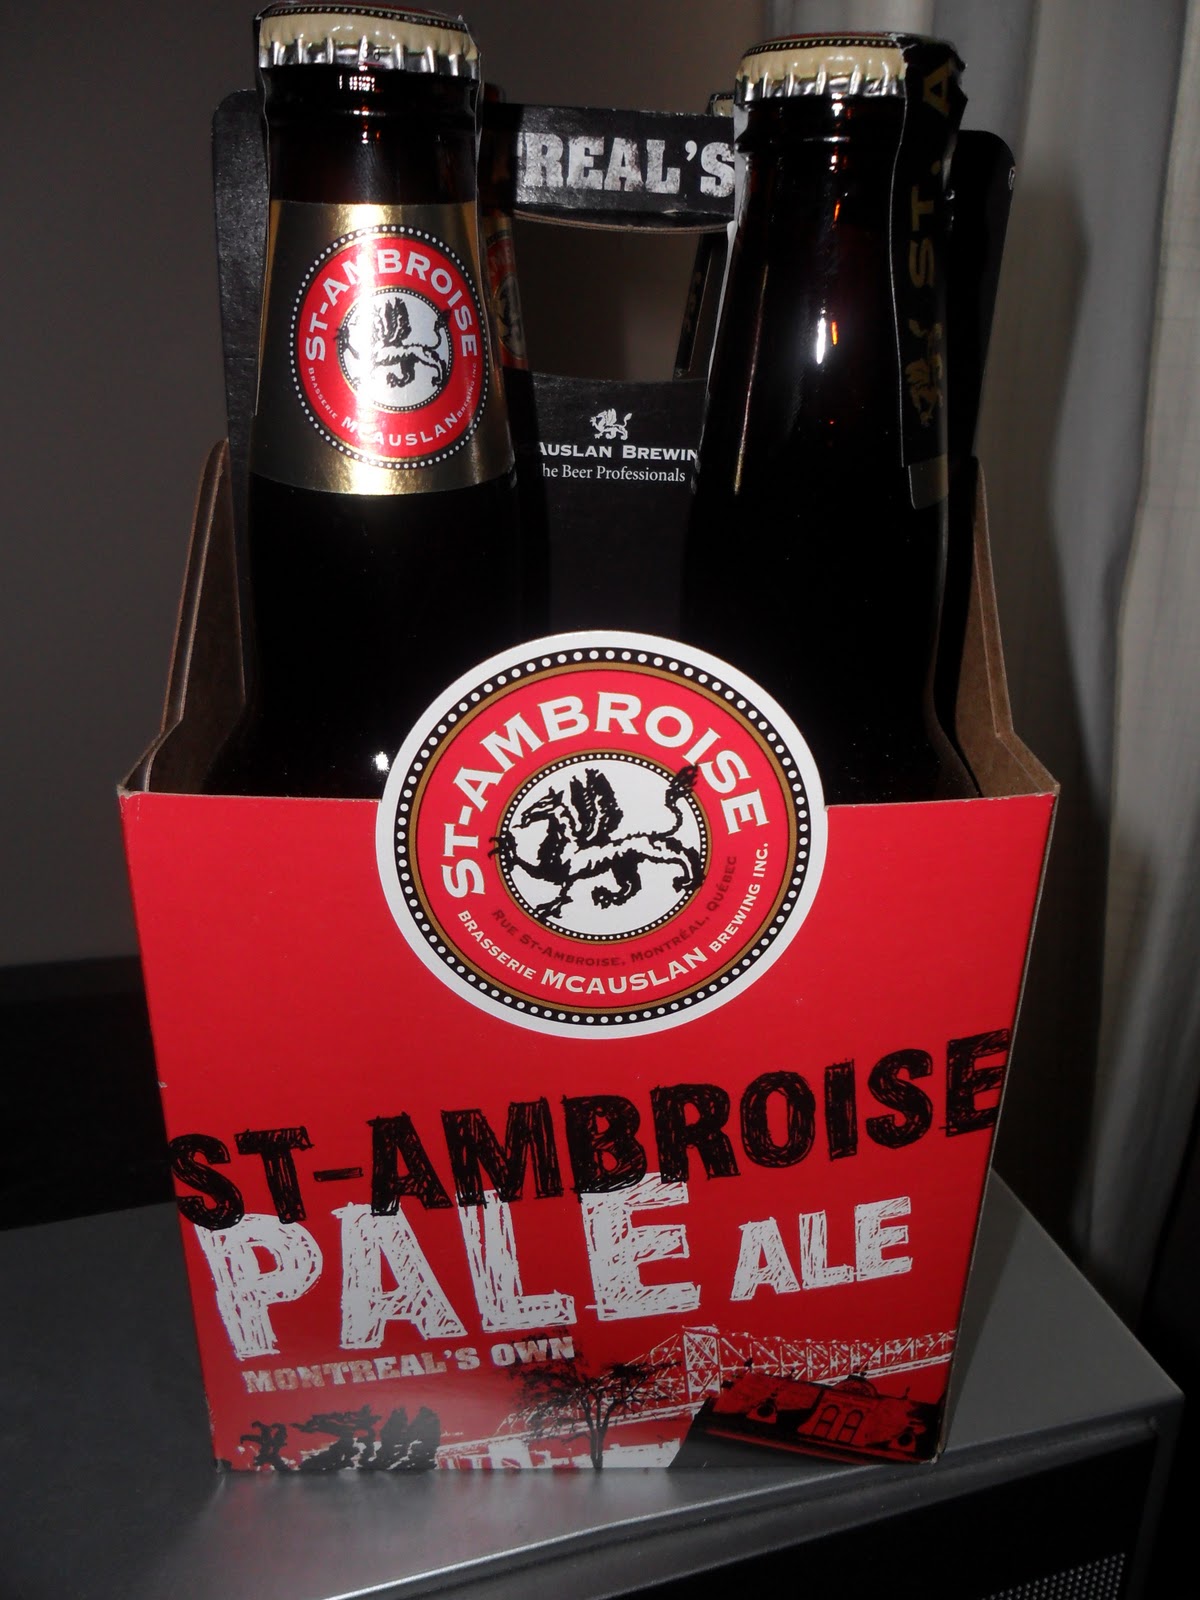 REAL'S
ST-AMBROISE
BRASSERIE MCAUSLAN BREWING INC.
AUSLAN BREWIN
he Beer Professionals
ST. A
ST-AMBROISE
RUE ST-AMBROISE, MONTRÉAL, QUÉBEC
BRASSERIE MCAUSLAN BREWING INC.
ST-AMBROISE
PALE ALE
MONTREAL'S OWN